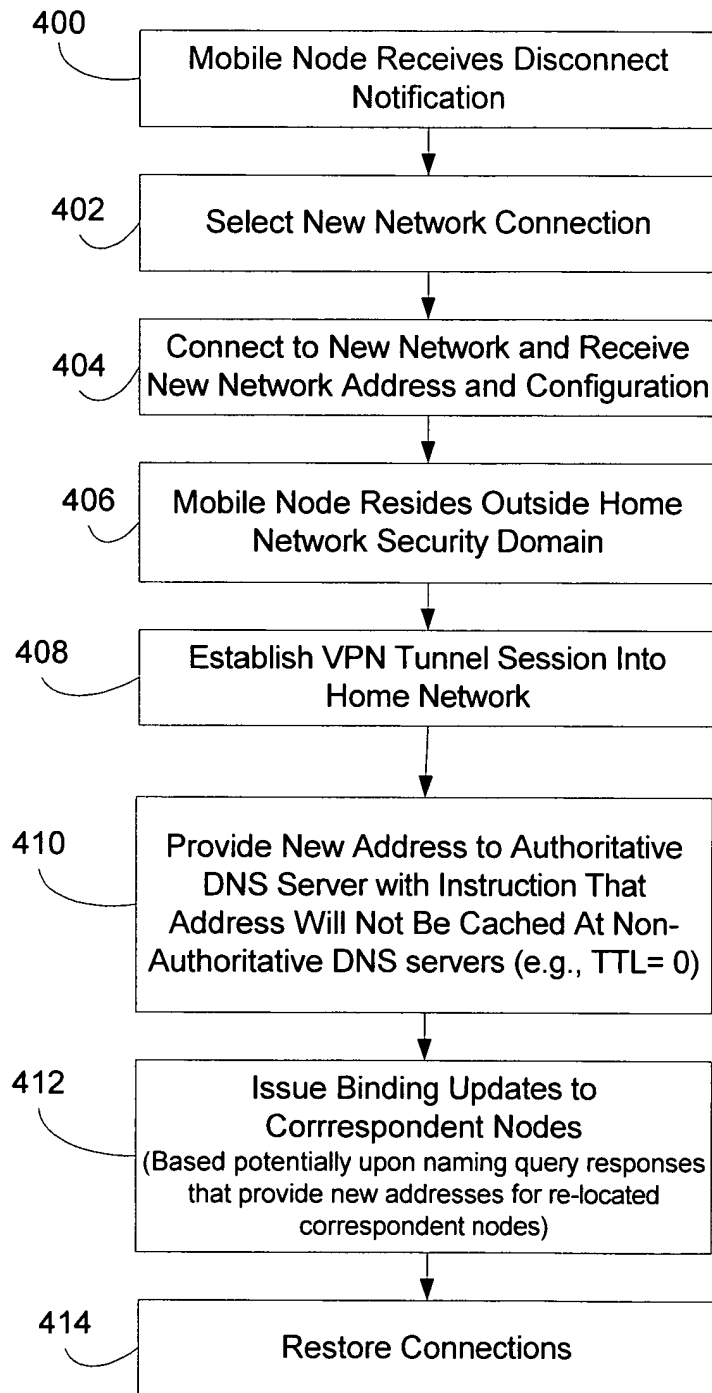 400
Mobile Node Receives Disconnect
Notification
402
Select New Network Connection
404
Connect to New Network and Receive
New Network Address and Configuration
406
Mobile Node Resides Outside Home
Network Security Domain
408
Establish VPN Tunnel Session Into
Home Network
410
Provide New Address to Authoritative
DNS Server with Instruction That
Address Will Not Be Cached At Non-
Authoritative DNS servers (e.g., TTL= 0)
412
Issue Binding Updates to
Corrrespondent Nodes
(Based potentially upon naming query responses
that provide new addresses for re-located
correspondent nodes)
414
Restore Connections